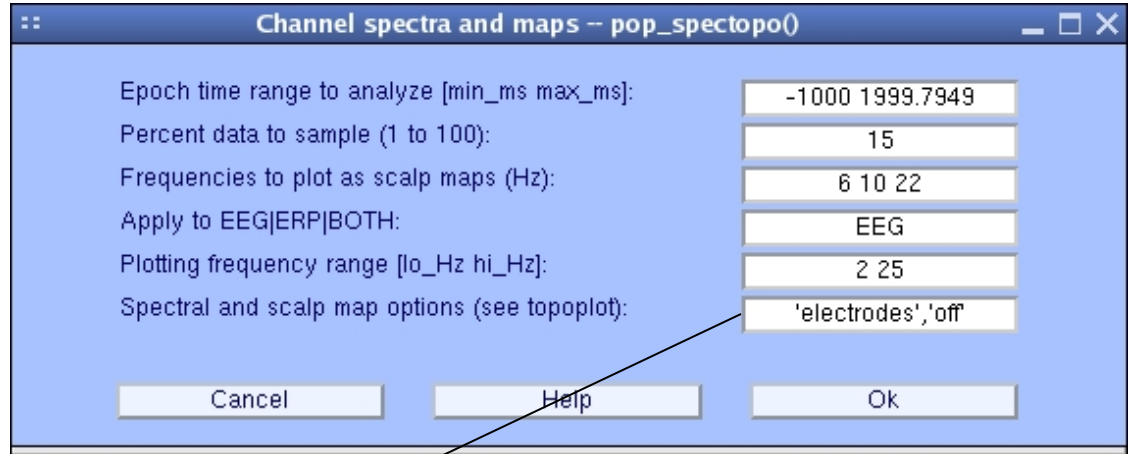 Channel spectra and maps -- pop_spectopo()
Epoch time range to analyze [min_ms max_ms]: -1000 1999.7949
Percent data to sample (1 to 100): 15
Frequencies to plot as scalp maps (Hz): 6 10 22
Apply to EEG|ERP|BOTH: EEG
Plotting frequency range [lo_Hz hi_Hz]: 2 25
Spectral and scalp map options (see topoplot): 'electrodes','off'
Cancel Help Ok